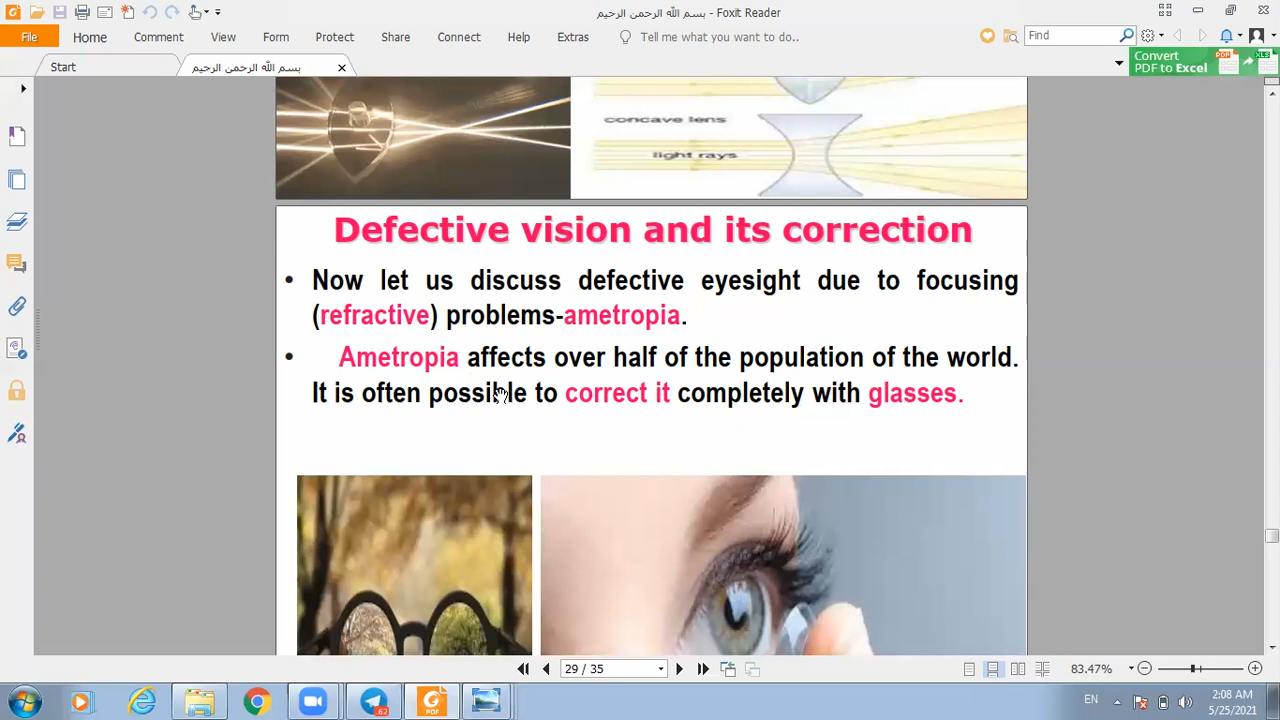 بسم الله الرحمن الرحيم - Foxit Reader
File Home Comment View Form Protect Share Connect Help Extras Tell me what you want to do.. Find
Start بسم الله الرحمن الرحيم
Convert
PDF to Excel
PDF XLS
concave lens
light rays
Defective vision and its correction
• Now let us discuss defective eyesight due to focusing
(refractive) problems-ametropia.
• Ametropia affects over half of the population of the world.
It is often possible to correct it completely with glasses.
29 / 35 83.47%
62 PDF EN 2:08 AM
5/25/2021